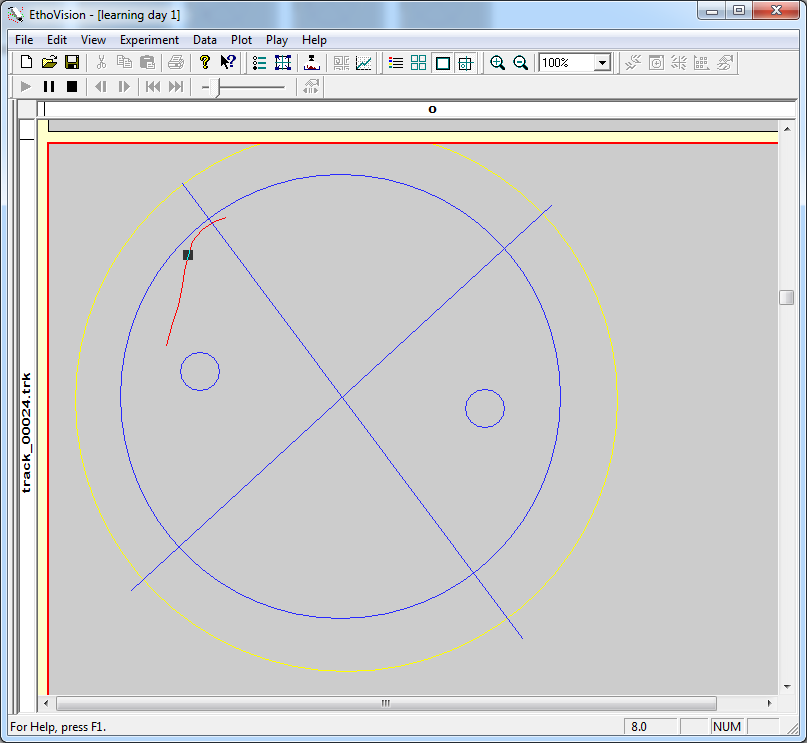 EthoVision - [learning day 1]
File Edit View Experiment Data Plot Play Help
100%
o
track_00024.trk
For Help, press F1.
8.0
NUM